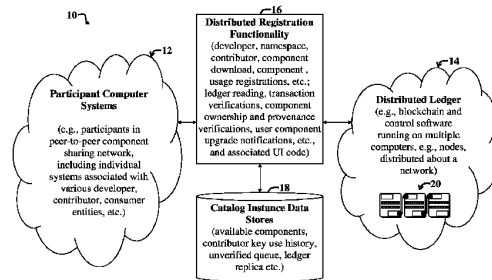 10
16
Distributed Registration
Functionality
(developer, namespace,
contributor, component
download, component ,
usage registrations, etc.;
ledger reading, transaction
verifications, component
ownership and provenance
verifications, user component
upgrade notifications, etc.,
and associated UI code)
12
Participant Computer
Systems
(e.g., participants in
peer-to-peer component
sharing network,
including individual
systems associated with
various developer,
contributor, consumer
entities, etc.)
14
Distributed Ledger
(e.g., blockchain and
control software
running on multiple
computers, e.g., nodes,
distributed about a
network)
20
18
Catalog Instance Data
Stores
(available components,
contributor key use history,
unverified queue, ledger
replica etc.)